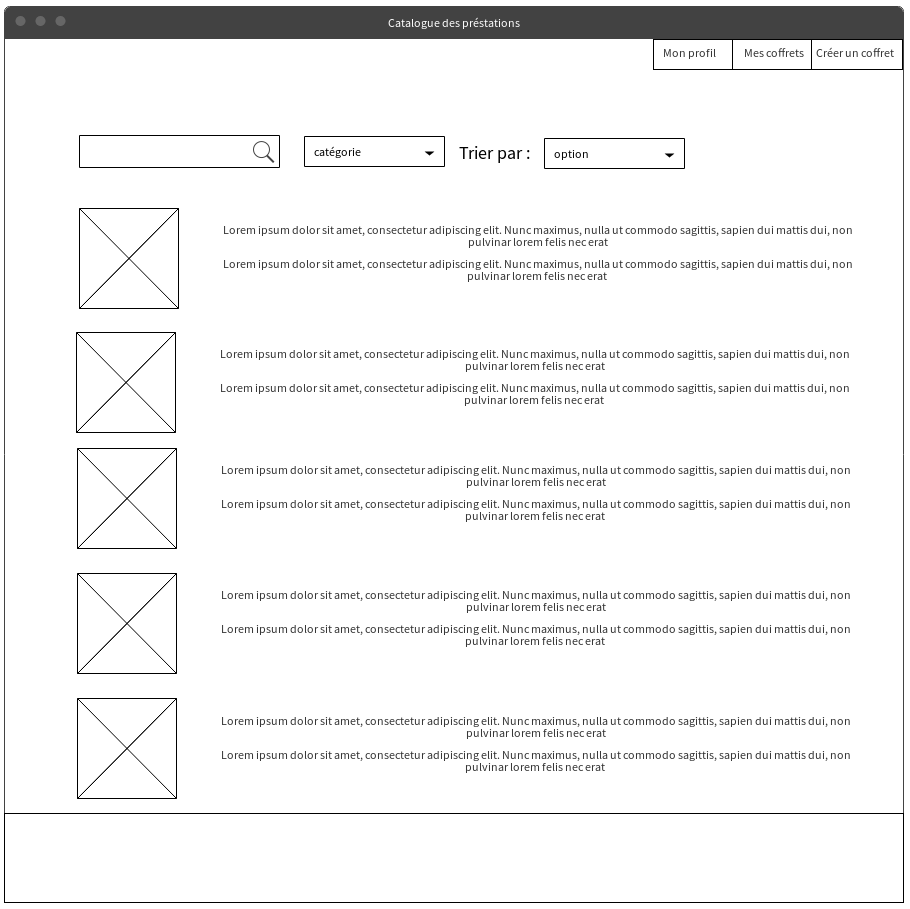 Catalogue des préstations
Mon profil
Mes coffrets
Créer un coffret
catégorie
Trier par :
option
Lorem ipsum dolor sit amet, consectetur adipiscing elit. Nunc maximus, nulla ut commodo sagittis, sapien dui mattis dui, non
pulvinar lorem felis nec erat
Lorem ipsum dolor sit amet, consectetur adipiscing elit. Nunc maximus, nulla ut commodo sagittis, sapien dui mattis dui, non
pulvinar lorem felis nec erat
Lorem ipsum dolor sit amet, consectetur adipiscing elit. Nunc maximus, nulla ut commodo sagittis, sapien dui mattis dui, non
pulvinar lorem felis nec erat
Lorem ipsum dolor sit amet, consectetur adipiscing elit. Nunc maximus, nulla ut commodo sagittis, sapien dui mattis dui, non
pulvinar lorem felis nec erat
Lorem ipsum dolor sit amet, consectetur adipiscing elit. Nunc maximus, nulla ut commodo sagittis, sapien dui mattis dui, non
pulvinar lorem felis nec erat
Lorem ipsum dolor sit amet, consectetur adipiscing elit. Nunc maximus, nulla ut commodo sagittis, sapien dui mattis dui, non
pulvinar lorem felis nec erat
Lorem ipsum dolor sit amet, consectetur adipiscing elit. Nunc maximus, nulla ut commodo sagittis, sapien dui mattis dui, non
pulvinar lorem felis nec erat
Lorem ipsum dolor sit amet, consectetur adipiscing elit. Nunc maximus, nulla ut commodo sagittis, sapien dui mattis dui, non
pulvinar lorem felis nec erat
Lorem ipsum dolor sit amet, consectetur adipiscing elit. Nunc maximus, nulla ut commodo sagittis, sapien dui mattis dui, non
pulvinar lorem felis nec erat
Lorem ipsum dolor sit amet, consectetur adipiscing elit. Nunc maximus, nulla ut commodo sagittis, sapien dui mattis dui, non
pulvinar lorem felis nec erat